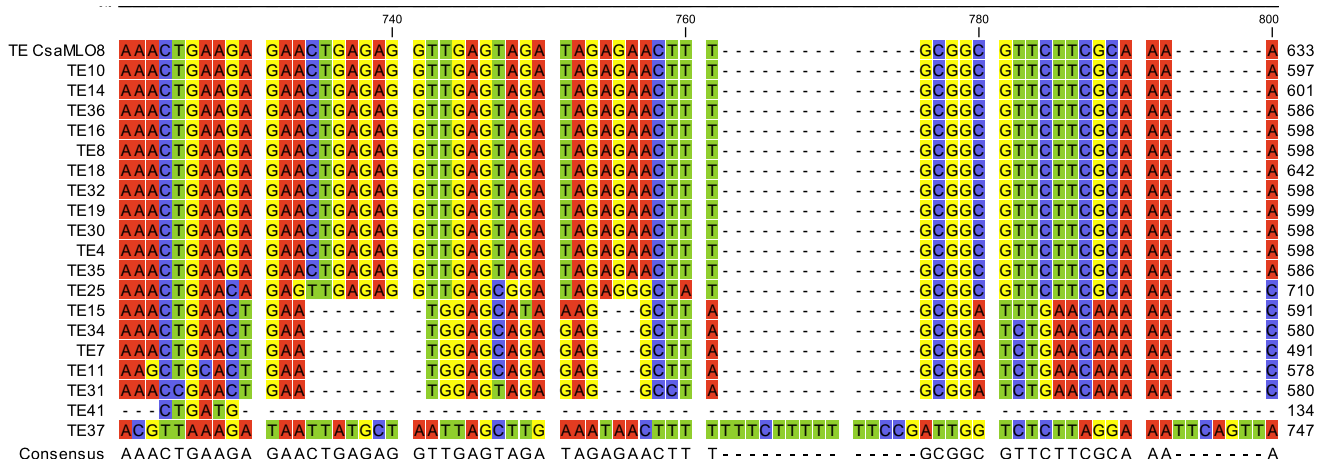 740 760 780 800
TE CsaMLO8 AAACTGAAGA GAACTGAGAG GTTGAGTAGA TAGAGAACTT T--------- -----GCGGC GTTCTTCGCA AA-------A 633
TE10 AAACTGAAGA GAACTGAGAG GTTGAGTAGA TAGAGAACTT T--------- -----GCGGC GTTCTTCGCA AA-------A 597
TE14 AAACTGAAGA GAACTGAGAG GTTGAGTAGA TAGAGAACTT T--------- -----GCGGC GTTCTTCGCA AA-------A 601
TE36 AAACTGAAGA GAACTGAGAG GTTGAGTAGA TAGAGAACTT T--------- -----GCGGC GTTCTTCGCA AA-------A 586
TE16 AAACTGAAGA GAACTGAGAG GTTGAGTAGA TAGAGAACTT T--------- -----GCGGC GTTCTTCGCA AA-------A 598
TE8 AAACTGAAGA GAACTGAGAG GTTGAGTAGA TAGAGAACTT T--------- -----GCGGC GTTCTTCGCA AA-------A 598
TE18 AAACTGAAGA GAACTGAGAG GTTGAGTAGA TAGAGAACTT T--------- -----GCGGC GTTCTTCGCA AA-------A 642
TE32 AAACTGAAGA GAACTGAGAG GTTGAGTAGA TAGAGAACTT T--------- -----GCGGC GTTCTTCGCA AA-------A 598
TE19 AAACTGAAGA GAACTGAGAG GTTGAGTAGA TAGAGAACTT T--------- -----GCGGC GTTCTTCGCA AA-------A 599
TE30 AAACTGAAGA GAACTGAGAG GTTGAGTAGA TAGAGAACTT T--------- -----GCGGC GTTCTTCGCA AA-------A 598
TE4 AAACTGAAGA GAACTGAGAG GTTGAGTAGA TAGAGAACTT T--------- -----GCGGC GTTCTTCGCA AA-------A 598
TE35 AAACTGAAGA GAACTGAGAG GTTGAGTAGA TAGAGAACTT T--------- -----GCGGC GTTCTTCGCA AA-------A 586
TE25 AAACTGAACA GAGTTGAGAG GTTGAGCGGA TAGAGGGCTA T--------- -----GCGGC GTTCTTCGCA AA-------C 710
TE15 AAACTGAACT GAA------- -TGGAGCATA AAG---GCTT A--------- -----GCGGA TTTGAACAAA AA-------C 591
TE34 AAACTGAACT GAA------- -TGGAGCAGA GAG---GCTT A--------- -----GCGGA TCTGAACAAA AA-------C 580
TE7 AAACTGAACT GAA------- -TGGAGCAGA GAG---GCTT A--------- -----GCGGA TCTGAACAAA AA-------C 491
TE11 AAGCTGCACT GAA------- -TGGAGCAGA GAG---GCTT A--------- -----GCGGA TCTGAACAAA AA-------C 578
TE31 AAACCGAACT GAA------- -TGGAGTAGA GAG---GCCT A--------- -----GCGGA TCTGAACAAA AA-------C 580
TE41 ---CTGATG- ---------- ---------- ---------- ---------- ---------- ---------- ---------- 134
TE37 ACGTTAAAGA TAATTATGCT AATTAGCTTG AAATAACTTT TTTTCTTTTT TTCCGATTGG TCTCTTAGGA AATTCAGTTA 747
Consensus AAACTGAAGA GAACTGAGAG GTTGAGTAGA TAGAGAACTT T--------- -----GCGGC GTTCTTCGCA AA-------A